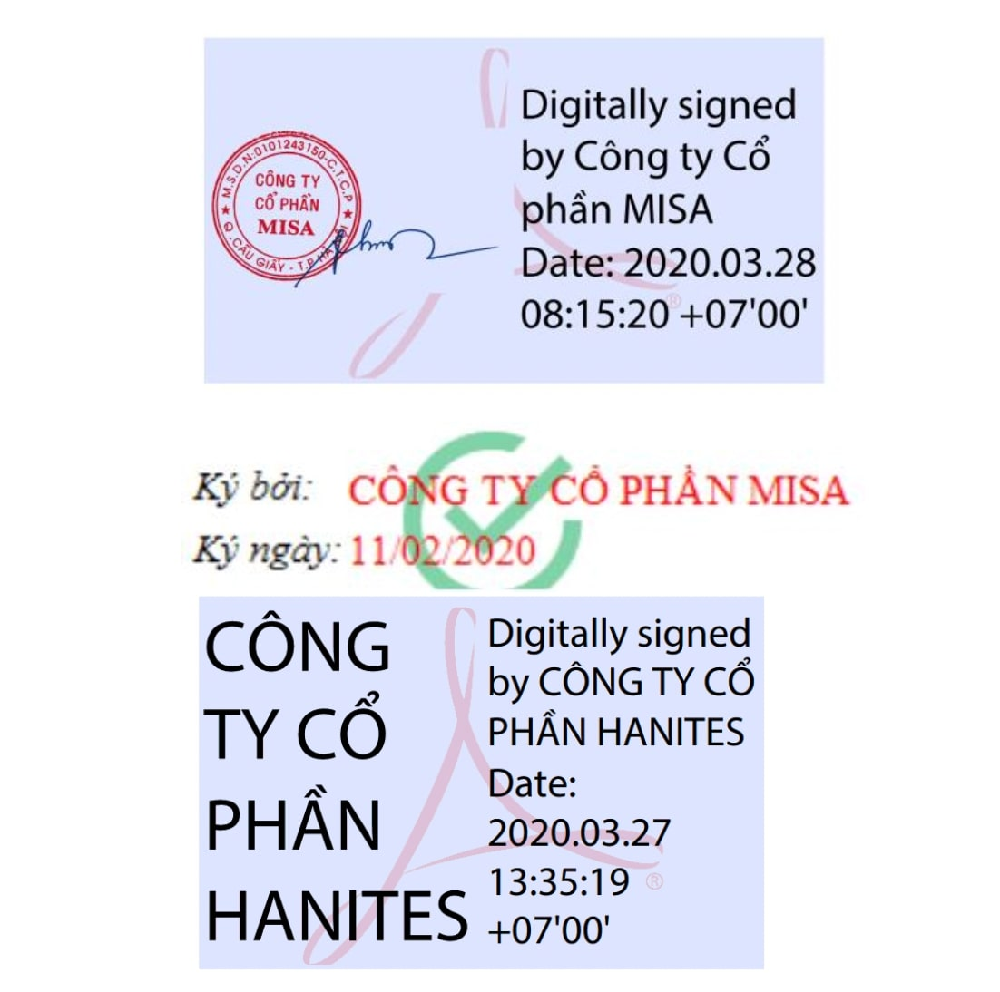 M.S.D.N:0101243150-C.T.C.P
CÔNG TY
CỔ PHẦN
MISA
Q.CẦU GIẤY - T.P HÀ NỘI
Digitally signed
by Công ty Cổ
phần MISA
Date: 2020.03.28
08:15:20 +07'00'
®
Ký bởi: CÔNG TY CỔ PHẦN MISA
Ký ngày: 11/02/2020
CÔNG
TY CỔ
PHẦN
HANITES
Digitally signed
by CÔNG TY CỔ
PHẦN HANITES
Date:
2020.03.27
13:35:19
+07'00'
®